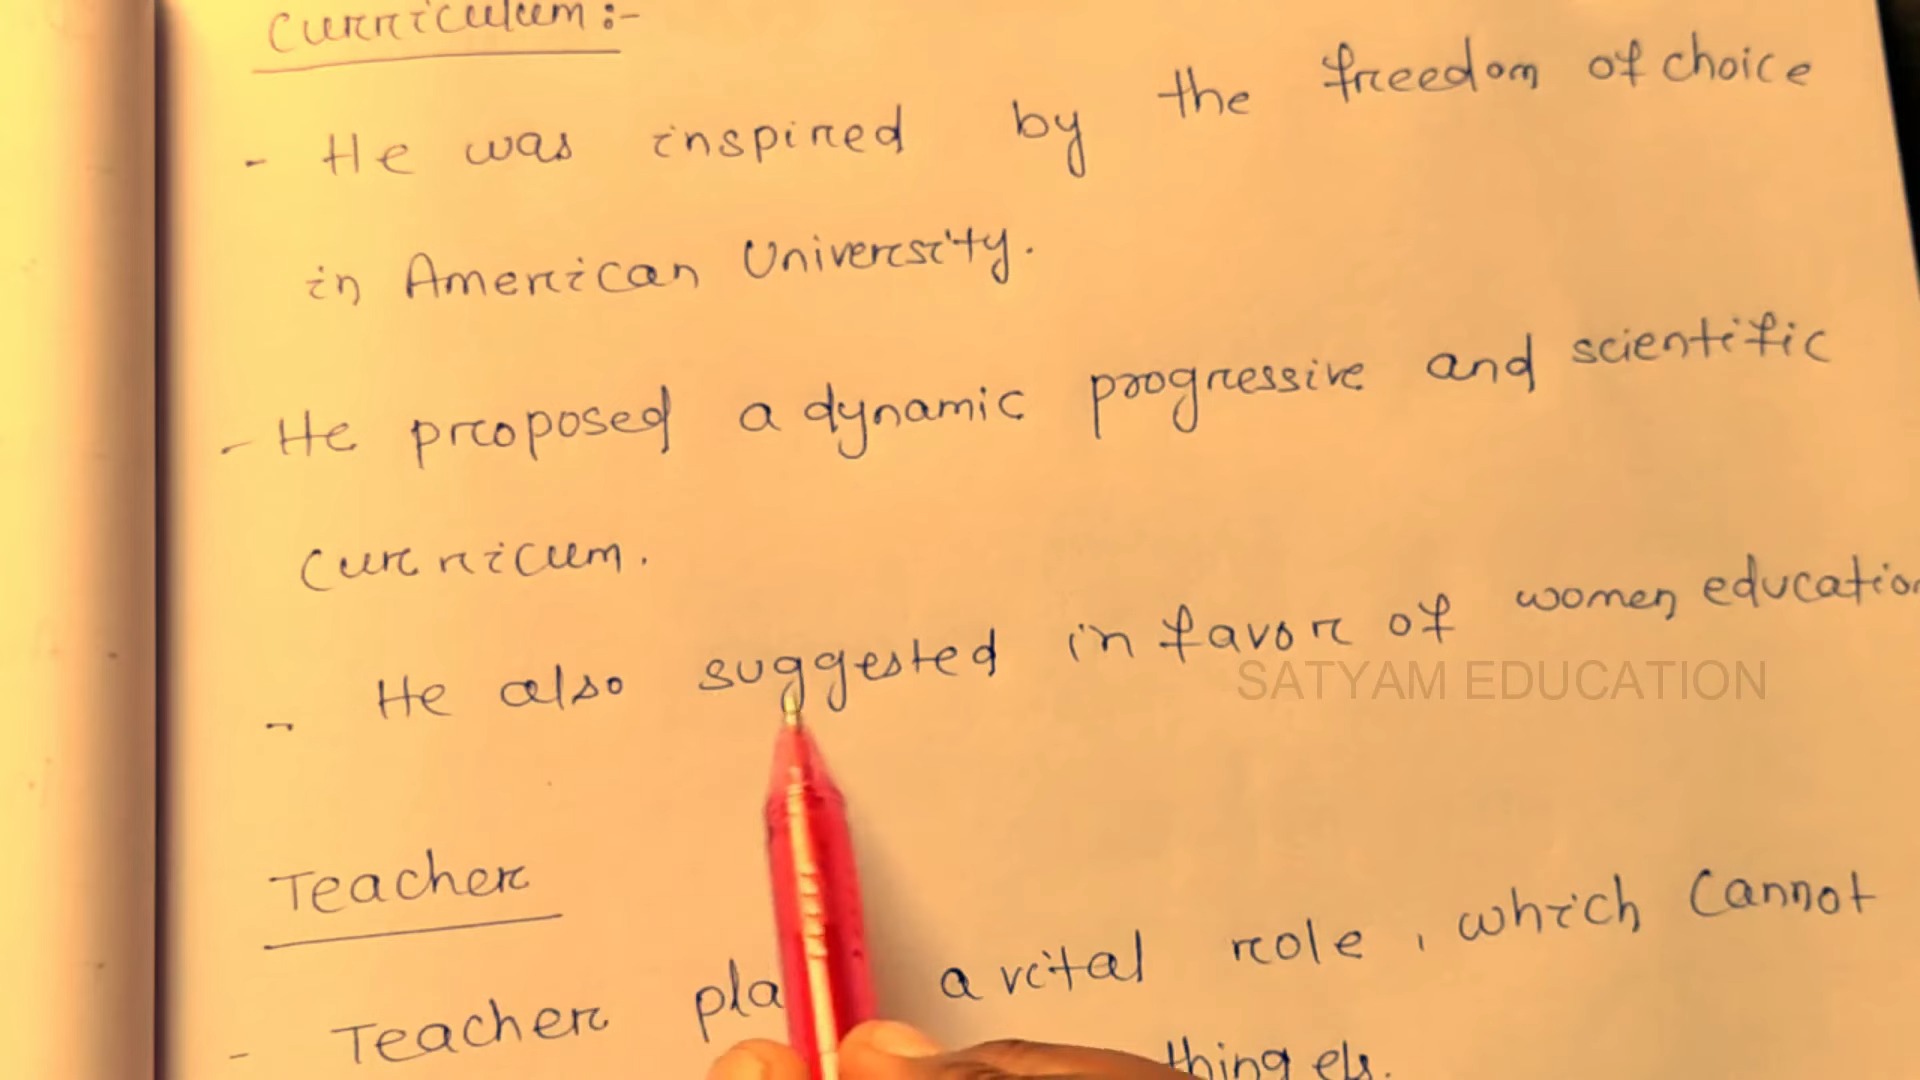 Curriculum :-
- He was inspired by the freedom of choice
in American University.
- He proposed a dynamic progressive and scientific
Curricum.
- He also suggested in favor of women education
SATYAM EDUCATION
Teacher
- Teacher pla a vital role, which cannot
thing els.